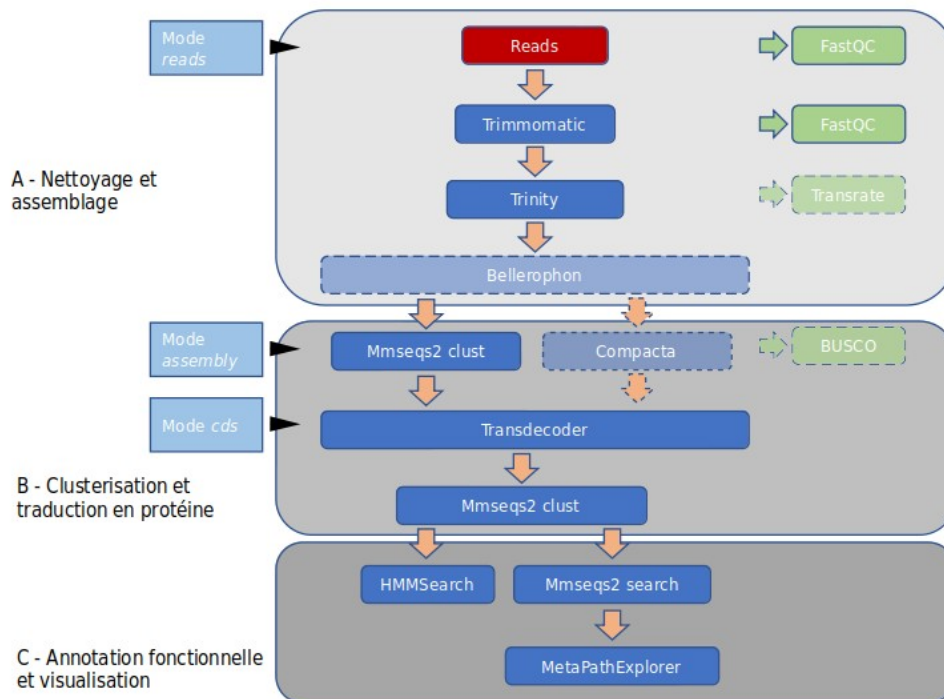 Mode
reads
Reads
FastQC
Trimmomatic
FastQC
A - Nettoyage et
assemblage
Trinity
Transrate
Bellerophon
Mode
assembly
Mmseqs2 clust
Compacta
BUSCO
Mode cds
Transdecoder
B - Clusterisation et
traduction en protéine
Mmseqs2 clust
HMMSearch
Mmseqs2 search
C - Annotation fonctionnelle
et visualisation
MetaPathExplorer